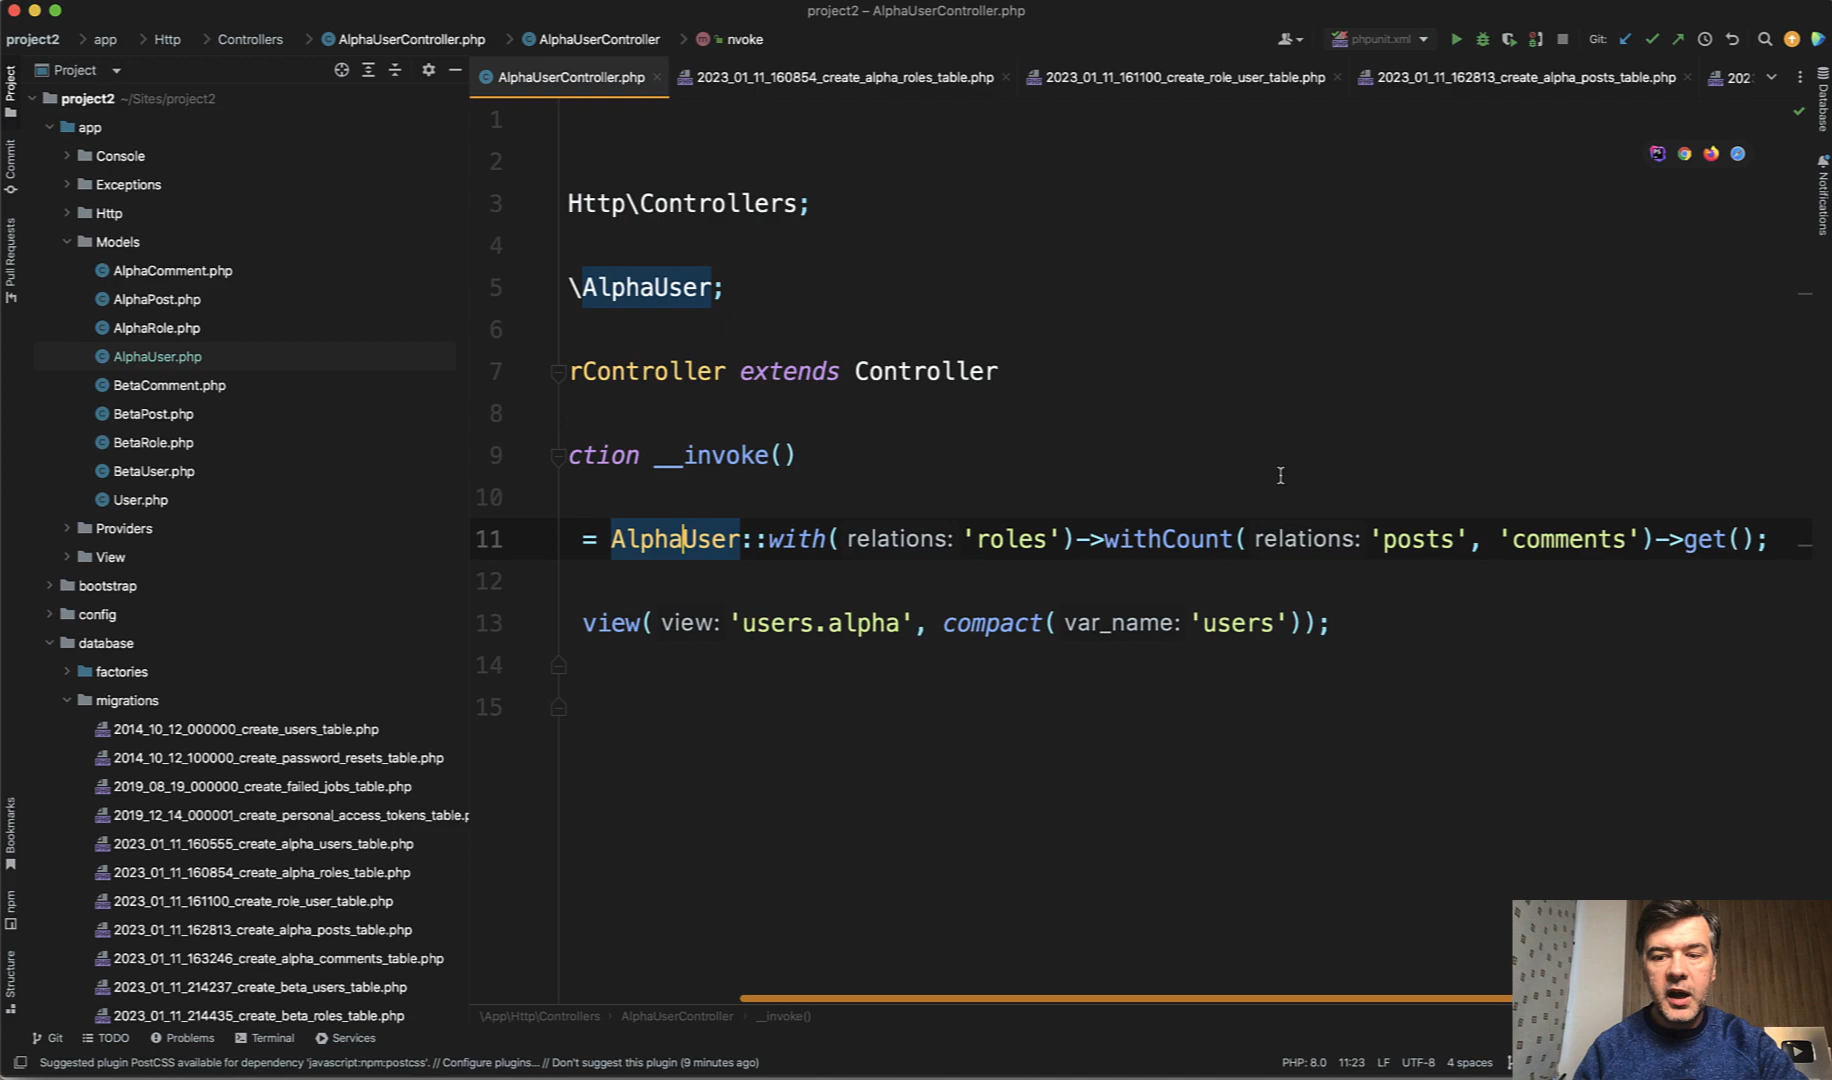 project2 – AlphaUserController.php
project2 > app > Http > Controllers > AlphaUserController.php > AlphaUserController > nvoke
phpunit.xml
Git:
Project
AlphaUserController.php
2023_01_11_160854_create_alpha_roles_table.php
2023_01_11_161100_create_role_user_table.php
2023_01_11_162813_create_alpha_posts_table.php
202
Project
Commit
Pull Requests
Bookmarks
npm
Structure
project2 ~/Sites/project2
app
Console
Exceptions
Http
Models
AlphaComment.php
AlphaPost.php
AlphaRole.php
AlphaUser.php
BetaComment.php
BetaPost.php
BetaRole.php
BetaUser.php
User.php
Providers
View
bootstrap
config
database
factories
migrations
2014_10_12_000000_create_users_table.php
2014_10_12_100000_create_password_resets_table.php
2019_08_19_000000_create_failed_jobs_table.php
2019_12_14_000001_create_personal_access_tokens_table.p
2023_01_11_160555_create_alpha_users_table.php
2023_01_11_160854_create_alpha_roles_table.php
2023_01_11_161100_create_role_user_table.php
2023_01_11_162813_create_alpha_posts_table.php
2023_01_11_163246_create_alpha_comments_table.php
2023_01_11_214237_create_beta_users_table.php
2023_01_11_214435_create_beta_roles_table.php
1
2
3 Http\Controllers;
4
5 \AlphaUser;
6
7 rController extends Controller
8
9 ction __invoke()
10
11 = AlphaUser::with( relations: 'roles')->withCount( relations: 'posts', 'comments')->get();
12
13 view( view: 'users.alpha', compact( var_name: 'users'));
14
15
Database
Notifications
\App\Http\Controllers > AlphaUserController > __invoke()
Git
TODO
Problems
Terminal
Services
Suggested plugin PostCSS available for dependency 'javascript:npm:postcss'. // Configure plugins... // Don't suggest this plugin (9 minutes ago)
PHP: 8.0
11:23
LF
UTF-8
4 spaces